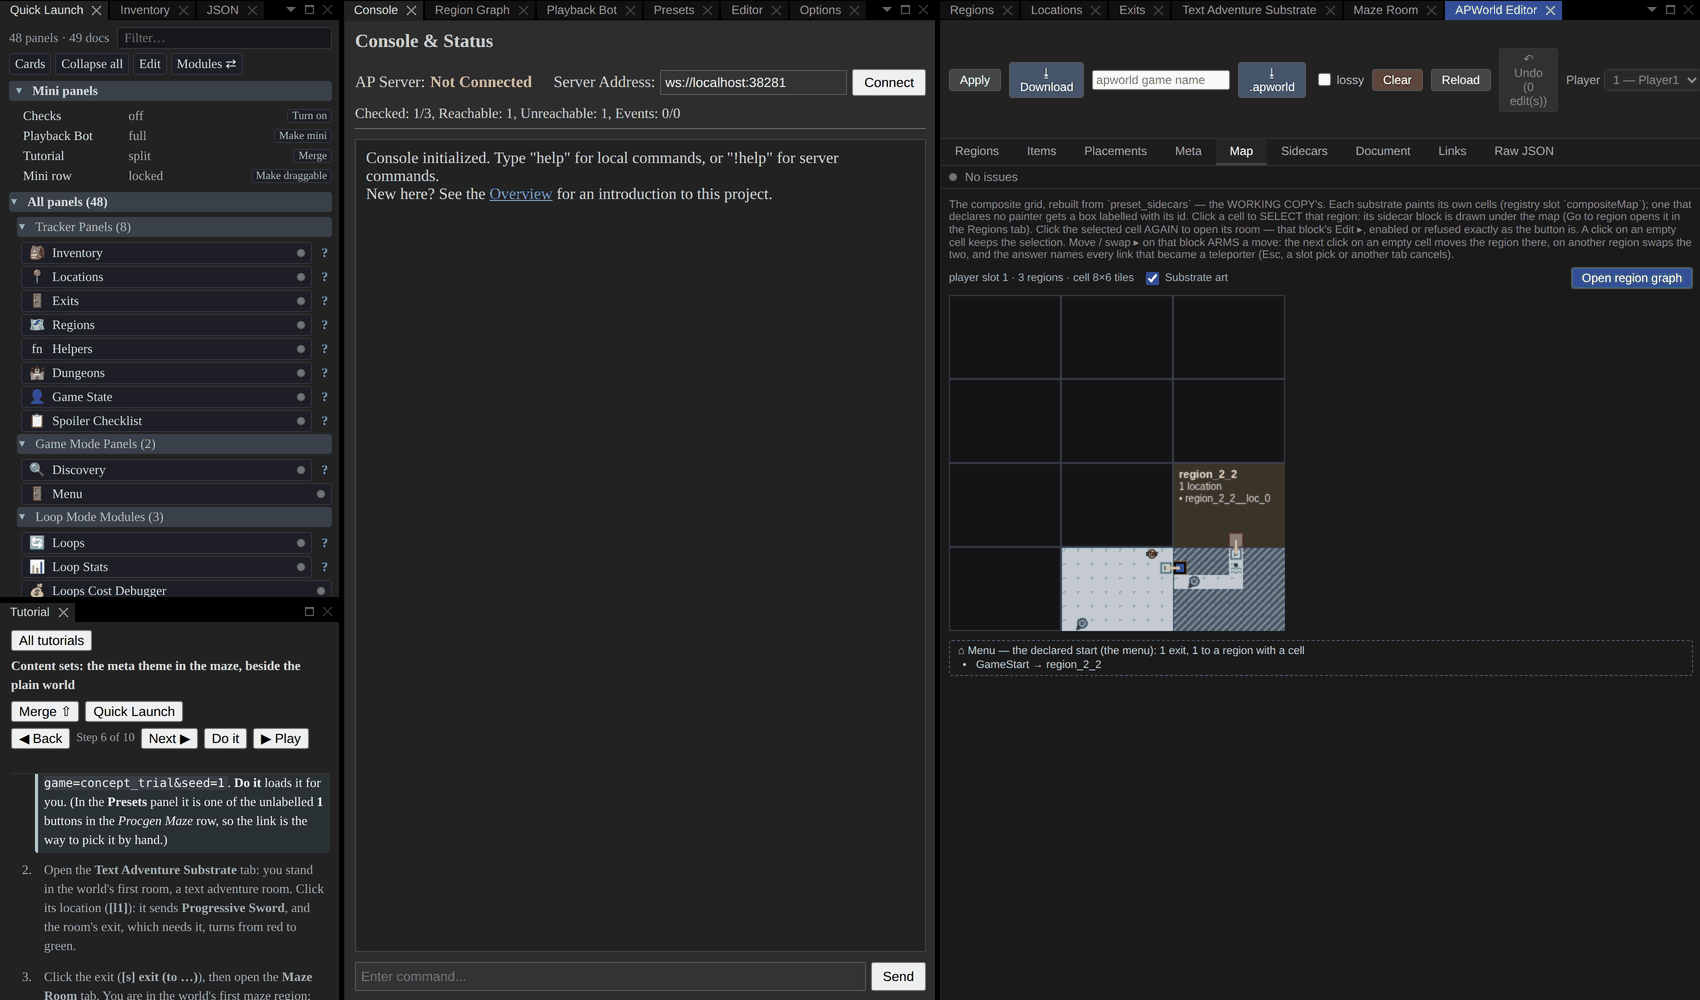 Quick Launch
Inventory
JSON
48 panels · 49 docs
Filter…
Cards
Collapse all
Edit
Modules ⇄
Mini panels
Checks off Turn on
Playback Bot full Make mini
Tutorial split Merge
Mini row locked Make draggable
All panels (48)
Tracker Panels (8)
Inventory ?
Locations ?
Exits ?
Regions ?
fn Helpers ?
Dungeons ?
Game State ?
Spoiler Checklist ?
Game Mode Panels (2)
Discovery ?
Menu
Loop Mode Modules (3)
Loops ?
Loop Stats ?
Loops Cost Debugger
Tutorial
All tutorials
Content sets: the meta theme in the maze, beside the
plain world
Merge ⇧
Quick Launch
◀ Back
Step 6 of 10
Next ▶
Do it
▶ Play
game=concept_trial&seed=1. Do it loads it for
you. (In the Presets panel it is one of the unlabelled 1
buttons in the Procgen Maze row, so the link is the
way to pick it by hand.)
2. Open the Text Adventure Substrate tab: you stand
in the world's first room, a text adventure room. Click
its location ([l1]): it sends Progressive Sword, and
the room's exit, which needs it, turns from red to
green.
3. Click the exit ([s] exit (to …)), then open the Maze
Room tab. You are in the world's first maze region:
Console
Region Graph
Playback Bot
Presets
Editor
Options
Console & Status
AP Server: Not Connected
Server Address: ws://localhost:38281
Connect
Checked: 1/3, Reachable: 1, Unreachable: 1, Events: 0/0
Console initialized. Type "help" for local commands, or "!help" for server
commands.
New here? See the Overview for an introduction to this project.
Enter command...
Send
Regions
Locations
Exits
Text Adventure Substrate
Maze Room
APWorld Editor
Apply
⭳ Download
apworld game name
⭳ .apworld
lossy
Clear
Reload
↶ Undo (0 edit(s))
Player
1 — Player1
Regions
Items
Placements
Meta
Map
Sidecars
Document
Links
Raw JSON
No issues
The composite grid, rebuilt from `preset_sidecars` — the WORKING COPY's. Each substrate paints its own cells (registry slot `compositeMap`); one that
declares no painter gets a box labelled with its id. Click a cell to SELECT that region: its sidecar block is drawn under the map (Go to region opens it in
the Regions tab). Click the selected cell AGAIN to open its room — that block's Edit ▸, enabled or refused exactly as the button is. A click on an empty
cell keeps the selection. Move / swap ▸ on that block ARMS a move: the next click on an empty cell moves the region there, on another region swaps the
two, and the answer names every link that became a teleporter (Esc, a slot pick or another tab cancels).
player slot 1 · 3 regions · cell 8×6 tiles
Substrate art
Open region graph
region_2_2
1 location
• region_2_2__loc_0
⌂ Menu — the declared start (the menu): 1 exit, 1 to a region with a cell
• GameStart → region_2_2